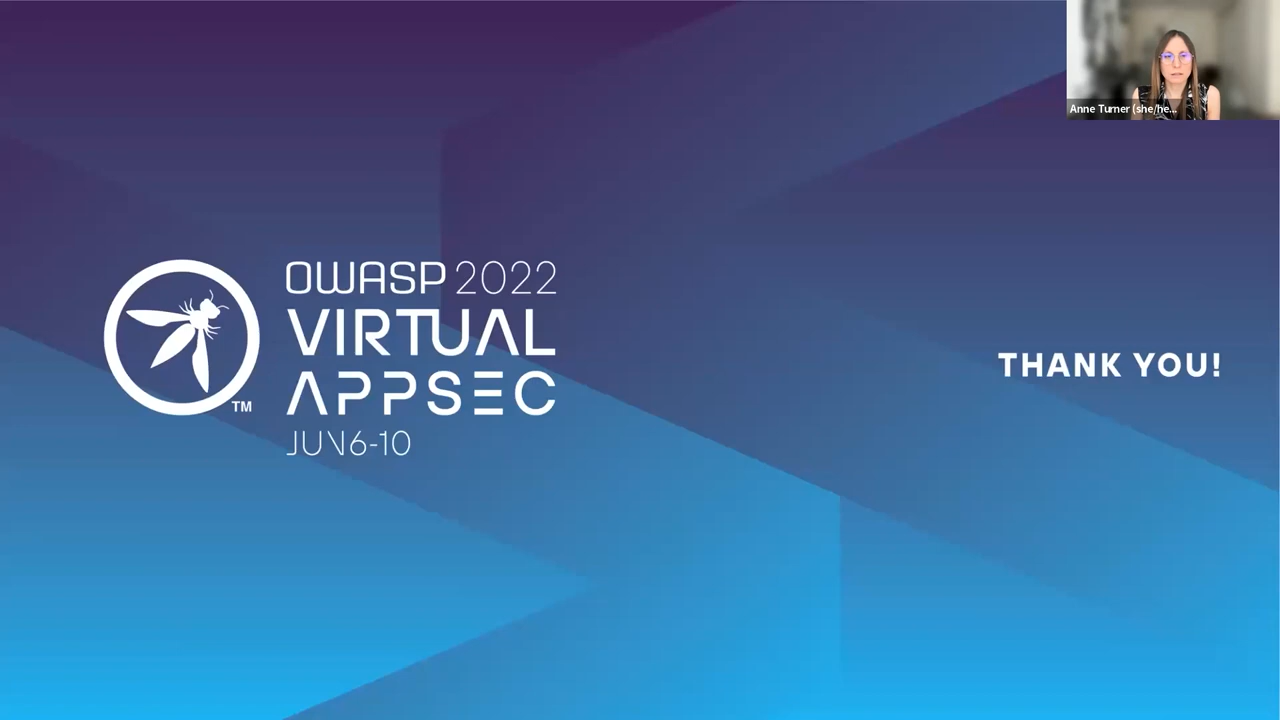 Anne Turner (she/he...
OWASP 2022
VIRTUAL
APPSEC
JUN 6-10
TM
THANK YOU!